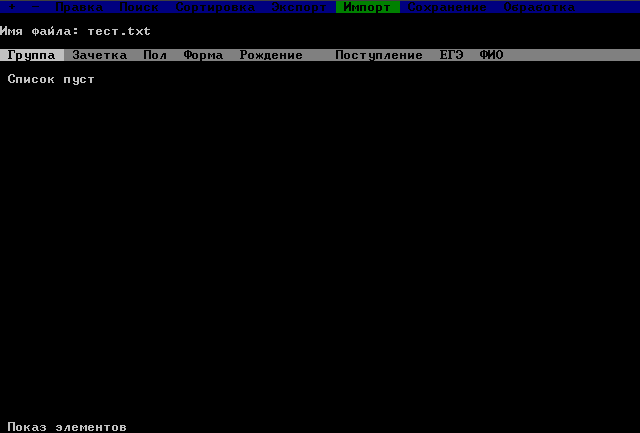 + - Правка Поиск Сортировка Экспорт Импорт Сохранение Обработка
Имя файла: тест.txt
Группа Зачетка Пол Форма Рождение Поступление ЕГЭ ФИО
Список пуст
Показ элементов